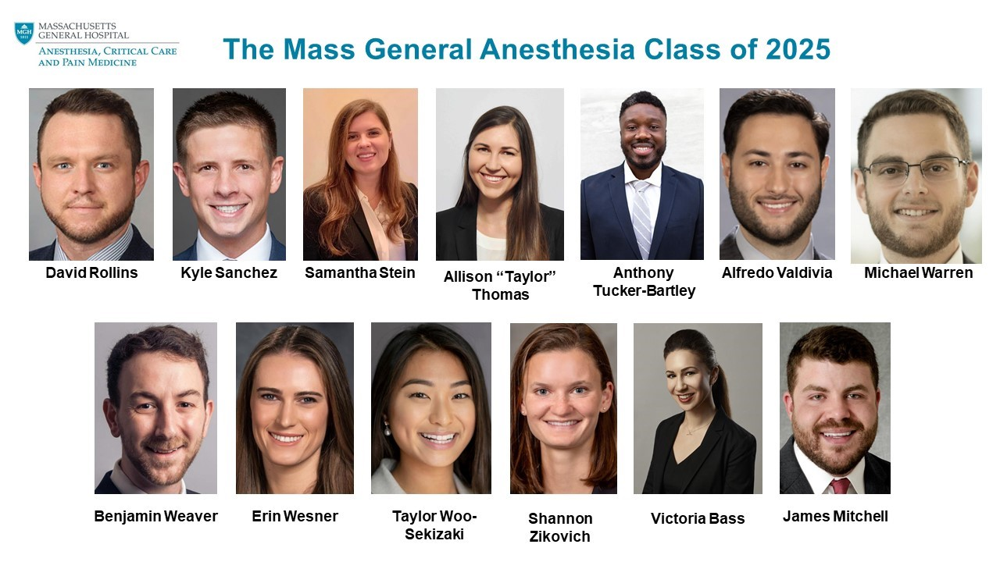 MGH
1811
MASSACHUSETTS
GENERAL HOSPITAL
ANESTHESIA, CRITICAL CARE
AND PAIN MEDICINE
The Mass General Anesthesia Class of 2025
David Rollins
Kyle Sanchez
Samantha Stein
Allison “Taylor”
Thomas
Anthony
Tucker-Bartley
Alfredo Valdivia
Michael Warren
Benjamin Weaver
Erin Wesner
Taylor Woo-
Sekizaki
Shannon
Zikovich
Victoria Bass
James Mitchell